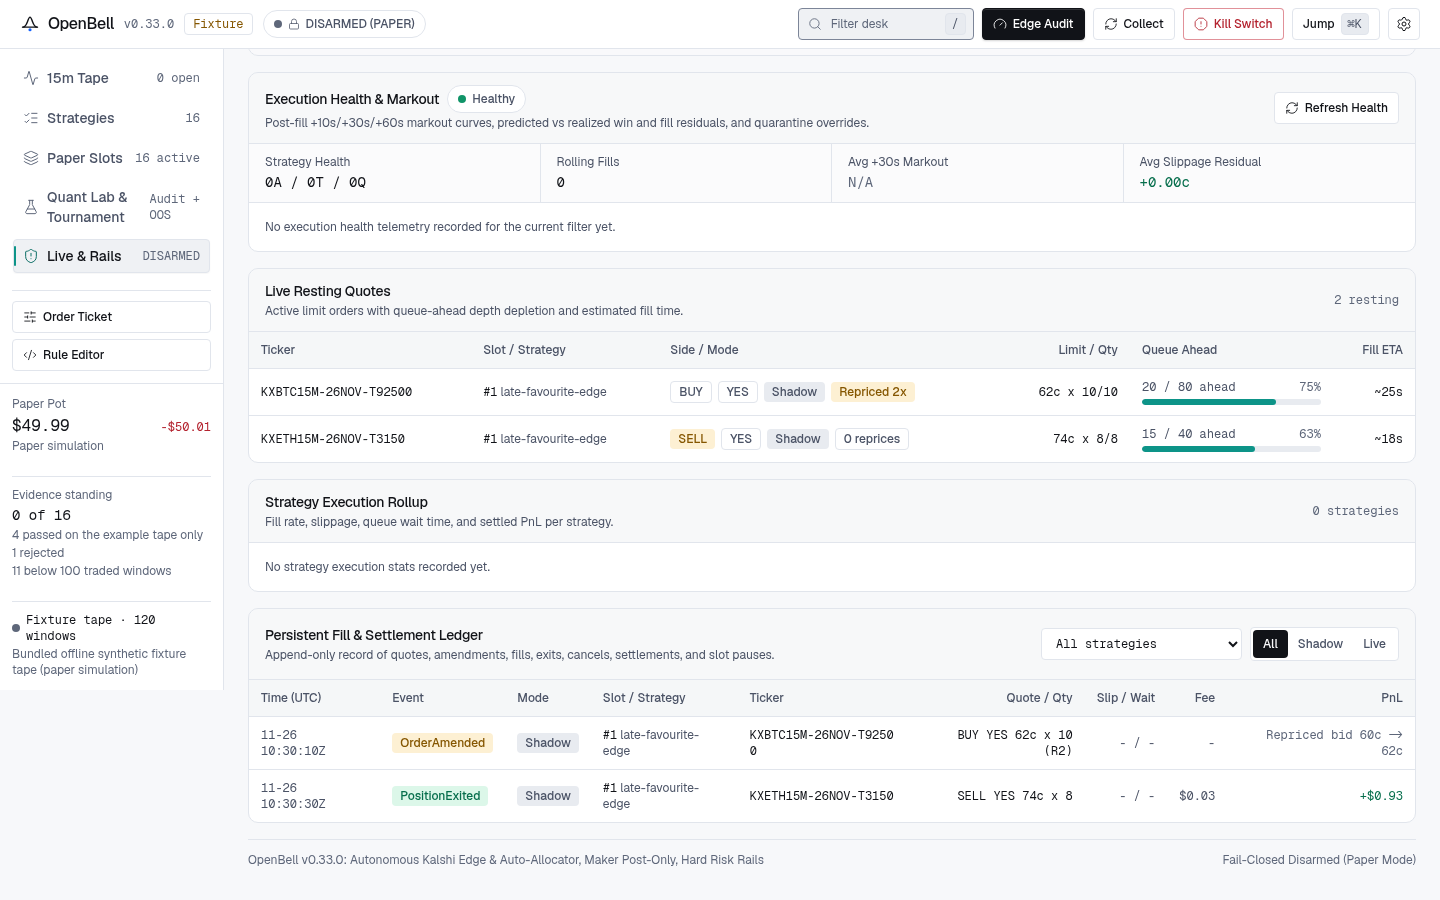 OpenBell v0.33.0 Fixture DISARMED (PAPER) Filter desk / Edge Audit Collect Kill Switch Jump ⌘K
15m Tape 0 open
Strategies 16
Paper Slots 16 active
Quant Lab & Tournament Audit + OOS
Live & Rails DISARMED
Order Ticket
Rule Editor
Paper Pot
$49.99 -$50.01
Paper simulation
Evidence standing
0 of 16
4 passed on the example tape only
1 rejected
11 below 100 traded windows
Fixture tape · 120
windows
Bundled offline synthetic fixture
tape (paper simulation)
Execution Health & Markout Healthy
Post-fill +10s/+30s/+60s markout curves, predicted vs realized win and fill residuals, and quarantine overrides.
Refresh Health
Strategy Health Rolling Fills Avg +30s Markout Avg Slippage Residual
0A / 0T / 0Q 0 N/A +0.00c
No execution health telemetry recorded for the current filter yet.
Live Resting Quotes
Active limit orders with queue-ahead depth depletion and estimated fill time.
2 resting
Ticker Slot / Strategy Side / Mode Limit / Qty Queue Ahead Fill ETA
KXBTC15M-26NOV-T92500 #1 late-favourite-edge BUY YES Shadow Repriced 2x 62c x 10/10 20 / 80 ahead 75% ~25s
KXETH15M-26NOV-T3150 #1 late-favourite-edge SELL YES Shadow 0 reprices 74c x 8/8 15 / 40 ahead 63% ~18s
Strategy Execution Rollup
Fill rate, slippage, queue wait time, and settled PnL per strategy.
0 strategies
No strategy execution stats recorded yet.
Persistent Fill & Settlement Ledger
Append-only record of quotes, amendments, fills, exits, cancels, settlements, and slot pauses.
All strategies All Shadow Live
Time (UTC) Event Mode Slot / Strategy Ticker Quote / Qty Slip / Wait Fee PnL
11-26 #1 late-favourite- KXBTC15M-26NOV-T9250 BUY YES 62c x 10 Repriced bid 60c →
10:30:10Z OrderAmended Shadow edge 0 (R2) - / - - 62c
11-26 #1 late-favourite-
10:30:30Z PositionExited Shadow edge KXETH15M-26NOV-T3150 SELL YES 74c x 8 - / - $0.03 +$0.93
OpenBell v0.33.0: Autonomous Kalshi Edge & Auto-Allocator, Maker Post-Only, Hard Risk Rails
Fail-Closed Disarmed (Paper Mode)